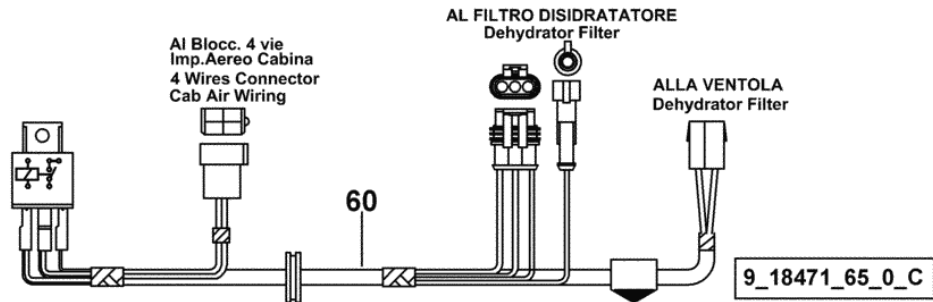 Al Blocc. 4 vie
Imp.Aereo Cabina
4 Wires Connector
Cab Air Wiring
AL FILTRO DISIDRATATORE
Dehydrator Filter
ALLA VENTOLA
Dehydrator Filter
60
9_18471_65_0_C